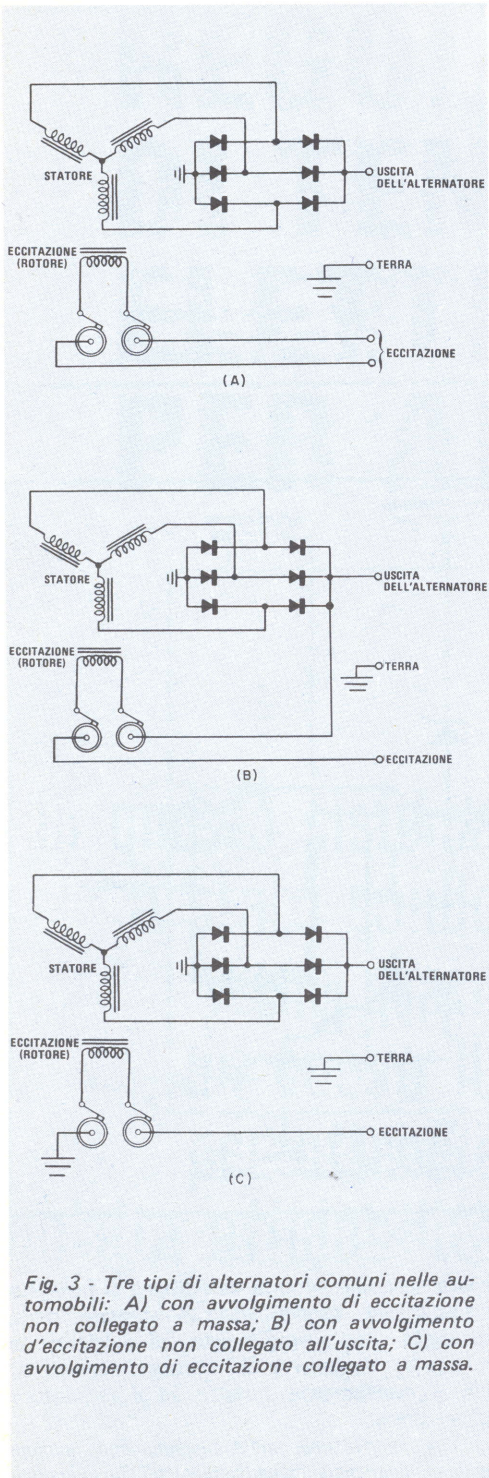 STATORE
USCITA
DELL'ALTERNATORE
ECCITAZIONE
(ROTORE)
TERRA
ECCITAZIONE
(A)
STATORE
USCITA
DELL'ALTERNATORE
ECCITAZIONE
(ROTORE)
TERRA
ECCITAZIONE
(B)
STATORE
USCITA
DELL'ALTERNATORE
ECCITAZIONE
(ROTORE)
TERRA
ECCITAZIONE
(C)
Fig. 3 - Tre tipi di alternatori comuni nelle au-
tomobili: A) con avvolgimento di eccitazione
non collegato a massa; B) con avvolgimento
d'eccitazione non collegato all'uscita; C) con
avvolgimento di eccitazione collegato a massa.